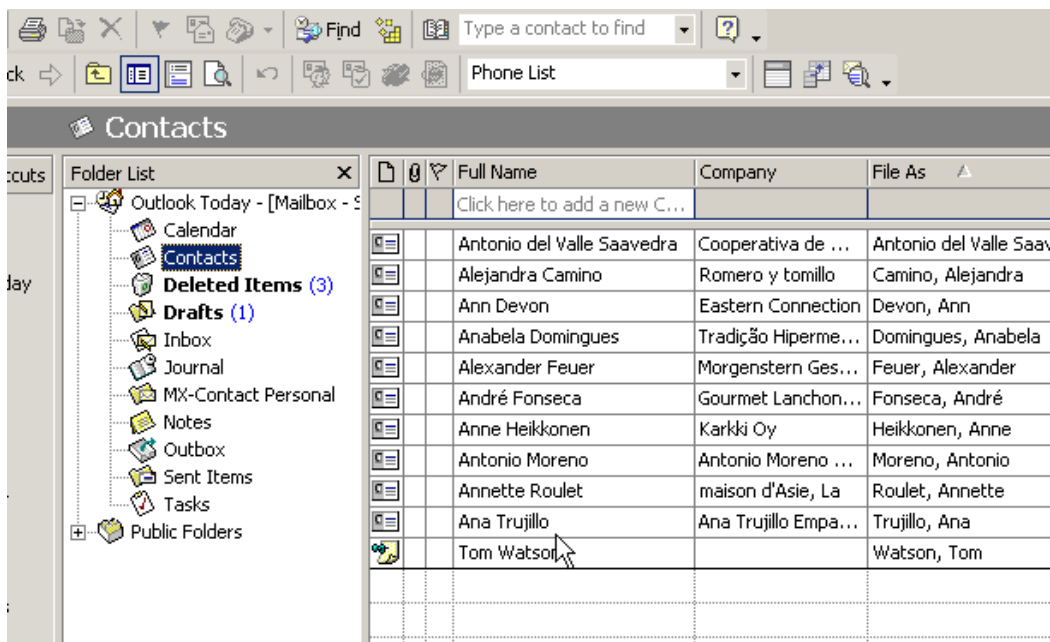 Find Type a contact to find
ck Phone List
Contacts
cuts Folder List Full Name Company File As
Outlook Today - [Mailbox - S Click here to add a new C...
Calendar Antonio del Valle Saavedra Cooperativa de ... Antonio del Valle Saav
Contacts Alejandra Camino Romero y tomillo Camino, Alejandra
day Deleted Items (3) Ann Devon Eastern Connection Devon, Ann
Drafts (1) Anabela Domingues Tradição Hiperme... Domingues, Anabela
Inbox Alexander Feuer Morgenstern Ges... Feuer, Alexander
Journal André Fonseca Gourmet Lanchon... Fonseca, André
MX-Contact Personal Anne Heikkonen Karkki Oy Heikkonen, Anne
Notes Antonio Moreno Antonio Moreno ... Moreno, Antonio
Outbox Annette Roulet maison d'Asie, La Roulet, Annette
Sent Items Ana Trujillo Ana Trujillo Empa... Trujillo, Ana
Tasks Tom Watson Watson, Tom
Public Folders